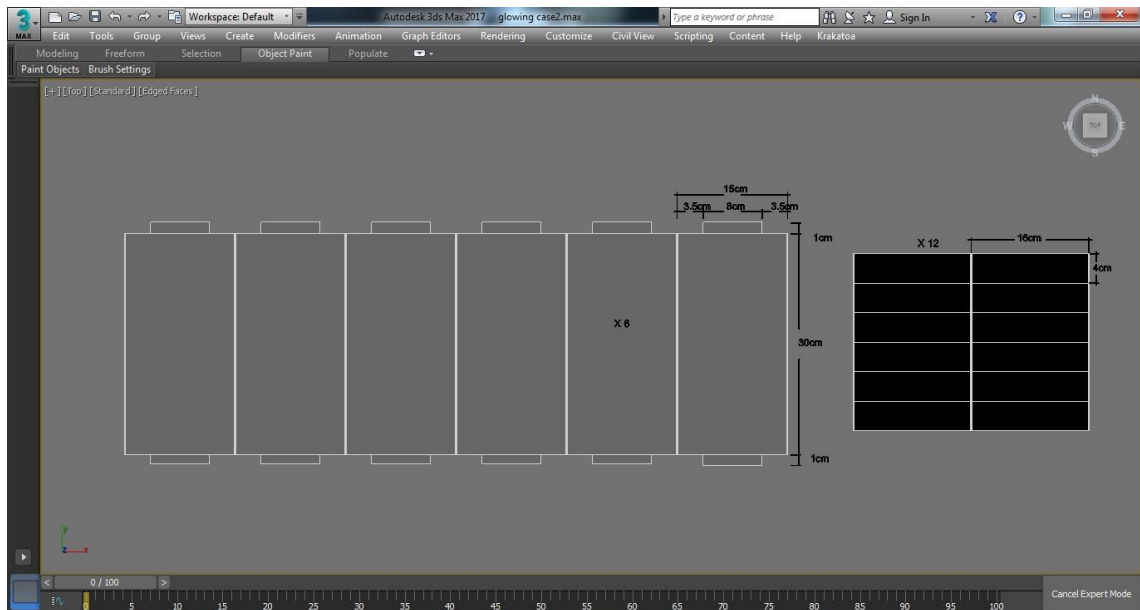 Workspace: Default
Autodesk 3ds Max 2017 glowing case2.max
Type a keyword or phrase
Sign In
MAX
Edit Tools Group Views Create Modifiers Animation Graph Editors Rendering Customize Civil View Scripting Content Help Krakatoa
Modeling Freeform Selection Object Paint Populate
Paint Objects Brush Settings
[+] [Top] [Standard] [Edged Faces]
N
W TOP E
S
15cm
3.5cm 8cm 3.5cm
1cm
X 12
16cm
4cm
X 6
30cm
1cm
y
z x
0 / 100
0 5 10 15 20 25 30 35 40 45 50 55 60 65 70 75 80 85 90 95 100
Cancel Expert Mode